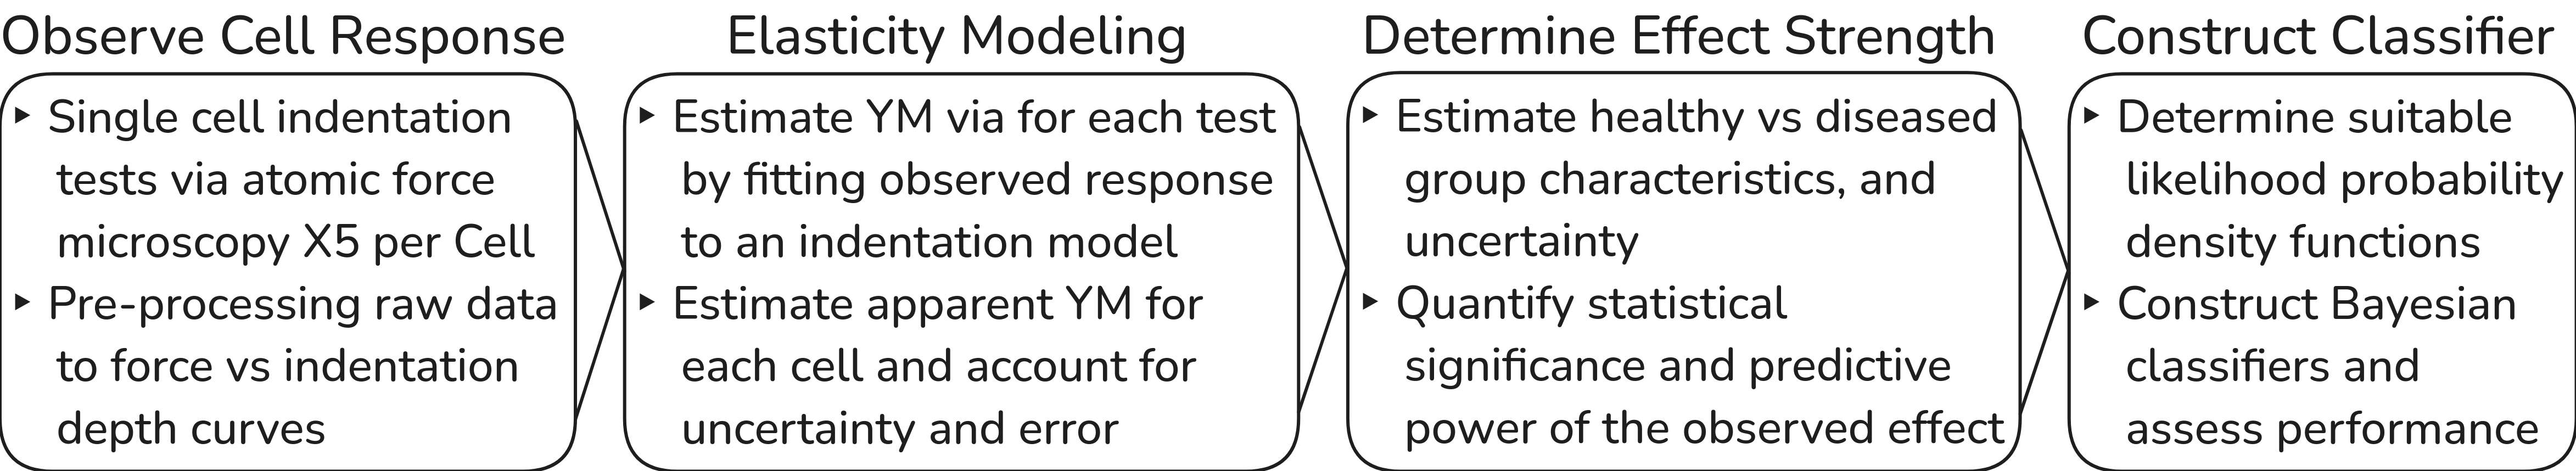 Observe Cell Response
▸ Single cell indentation
tests via atomic force
microscopy X5 per Cell
▸ Pre-processing raw data
to force vs indentation
depth curves
Elasticity Modeling
▸ Estimate YM via for each test
by fitting observed response
to an indentation model
▸ Estimate apparent YM for
each cell and account for
uncertainty and error
Determine Effect Strength
▸ Estimate healthy vs diseased
group characteristics, and
uncertainty
▸ Quantify statistical
significance and predictive
power of the observed effect
Construct Classifier
▸ Determine suitable
likelihood probability
density functions
▸ Construct Bayesian
classifiers and
assess performance